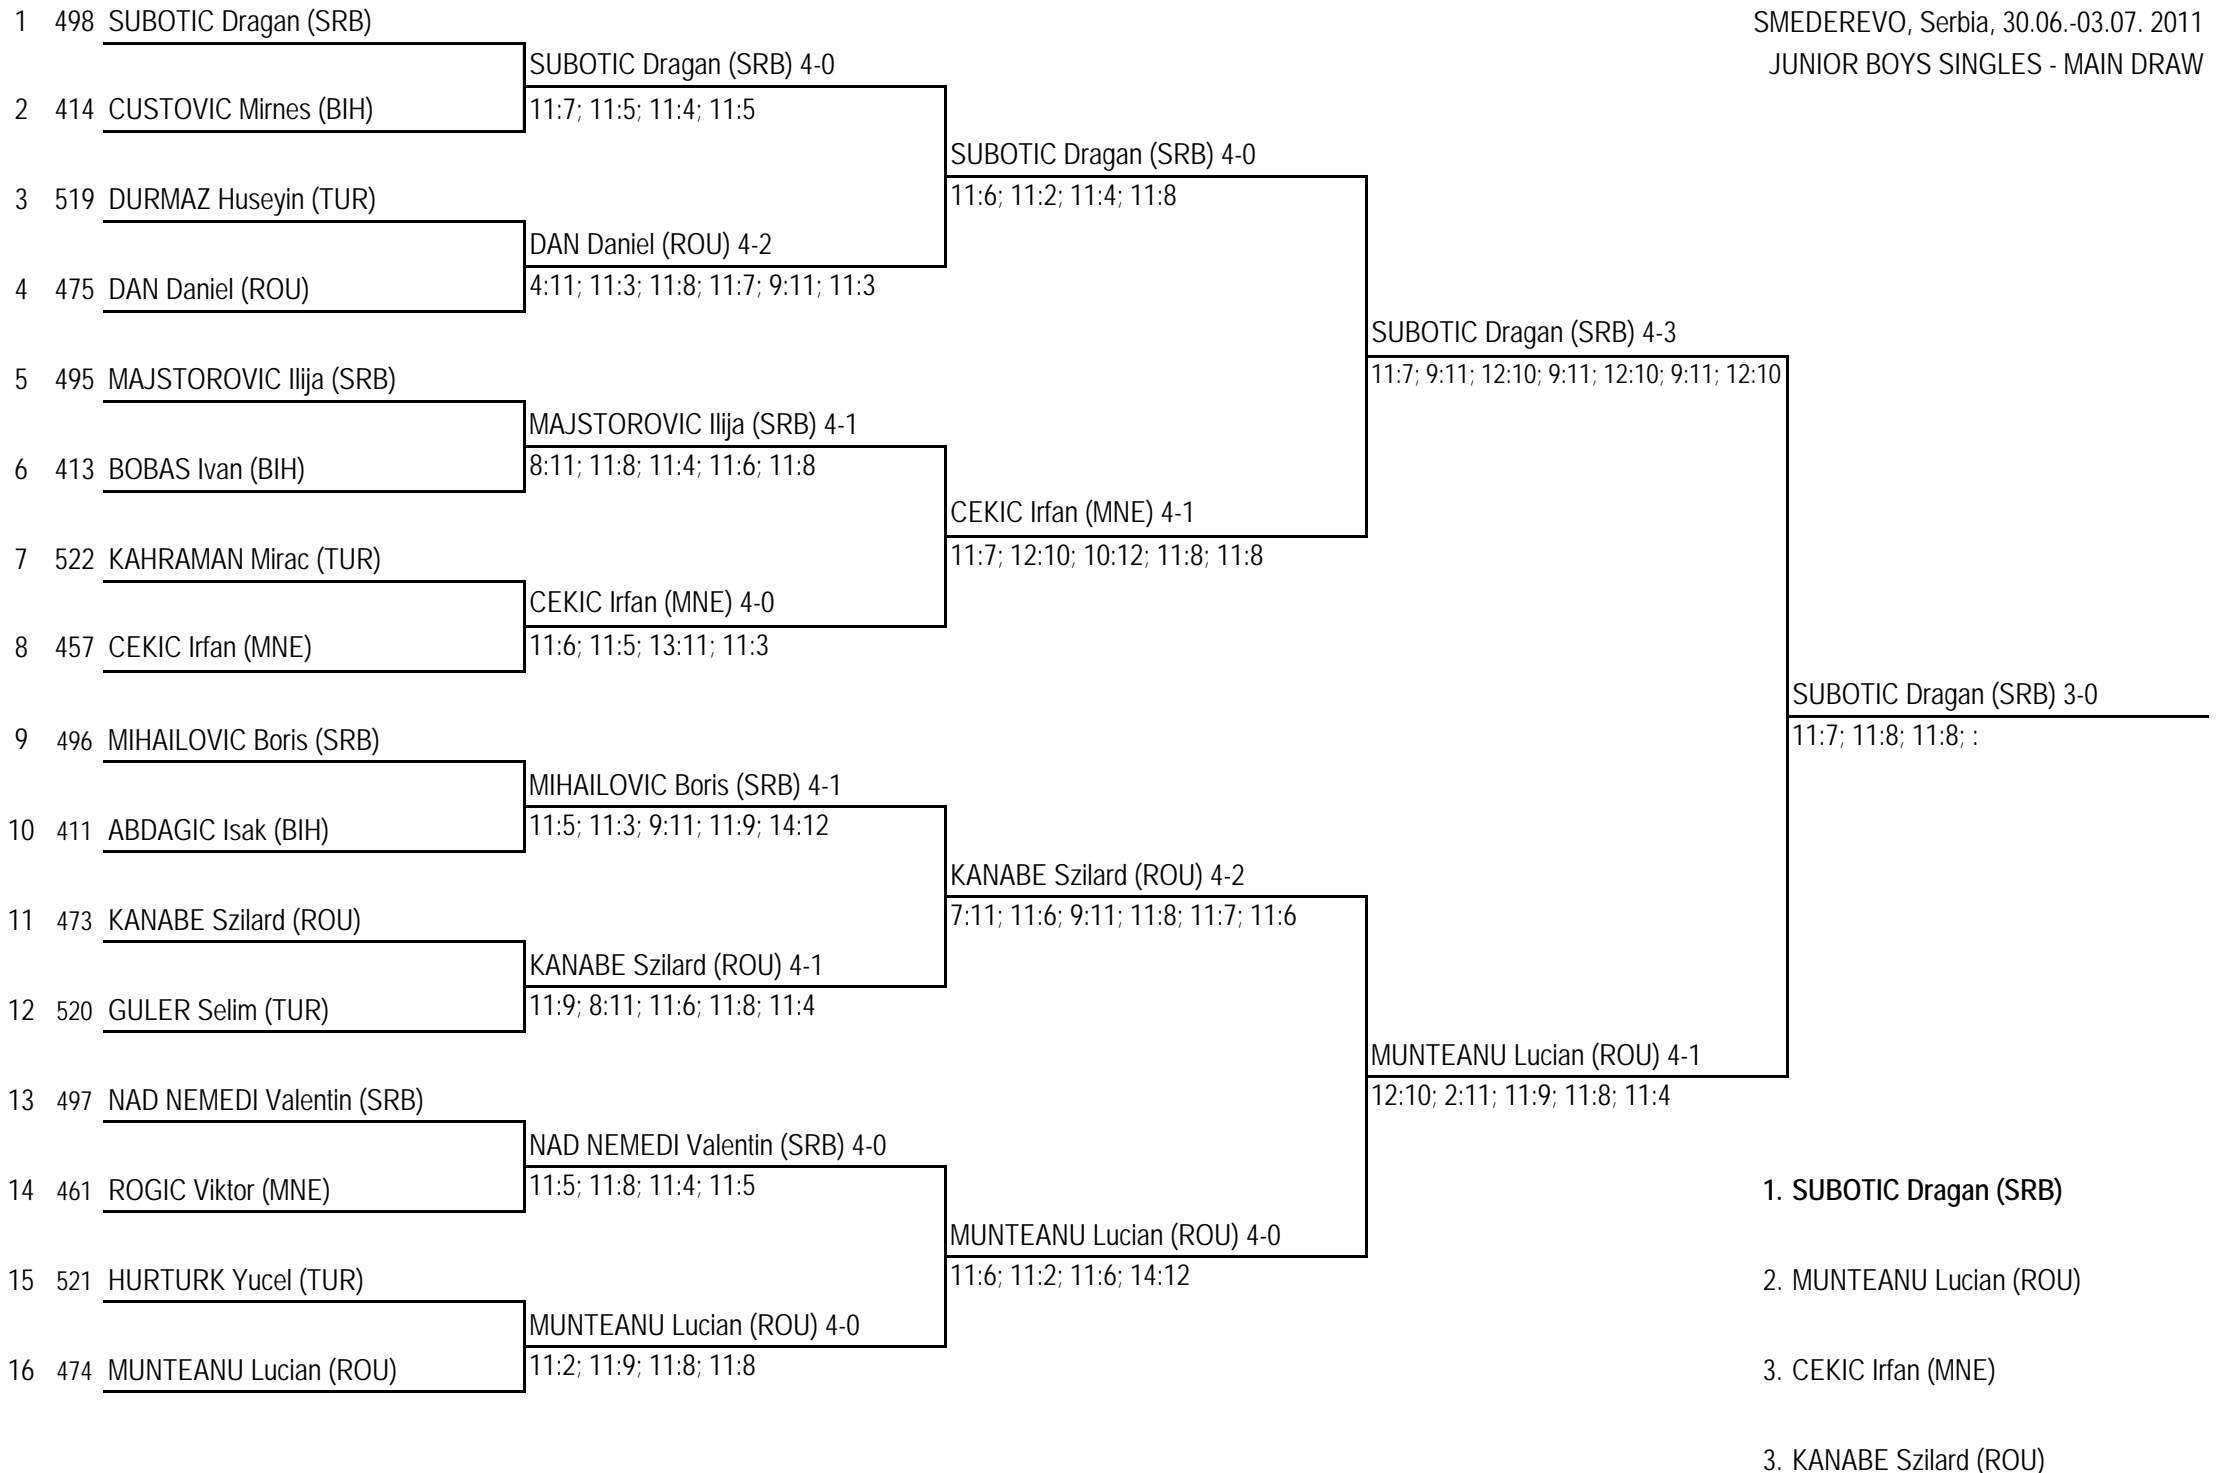 SMEDEREVO, Serbia, 30.06.-03.07. 2011
JUNIOR BOYS SINGLES - MAIN DRAW
1 498 SUBOTIC Dragan (SRB)
SUBOTIC Dragan (SRB) 4-0
2 414 CUSTOVIC Mirnes (BIH)
11:7; 11:5; 11:4; 11:5
SUBOTIC Dragan (SRB) 4-0
3 519 DURMAZ Huseyin (TUR)
11:6; 11:2; 11:4; 11:8
DAN Daniel (ROU) 4-2
4 475 DAN Daniel (ROU)
4:11; 11:3; 11:8; 11:7; 9:11; 11:3
SUBOTIC Dragan (SRB) 4-3
5 495 MAJSTOROVIC Ilija (SRB)
11:7; 9:11; 12:10; 9:11; 12:10; 9:11; 12:10
MAJSTOROVIC Ilija (SRB) 4-1
6 413 BOBAS Ivan (BIH)
8:11; 11:8; 11:4; 11:6; 11:8
CEKIC Irfan (MNE) 4-1
7 522 KAHRAMAN Mirac (TUR)
11:7; 12:10; 10:12; 11:8; 11:8
CEKIC Irfan (MNE) 4-0
8 457 CEKIC Irfan (MNE)
11:6; 11:5; 13:11; 11:3
SUBOTIC Dragan (SRB) 3-0
9 496 MIHAILOVIC Boris (SRB)
11:7; 11:8; 11:8; :
MIHAILOVIC Boris (SRB) 4-1
10 411 ABDAGIC Isak (BIH)
11:5; 11:3; 9:11; 11:9; 14:12
KANABE Szilard (ROU) 4-2
11 473 KANABE Szilard (ROU)
7:11; 11:6; 9:11; 11:8; 11:7; 11:6
KANABE Szilard (ROU) 4-1
12 520 GULER Selim (TUR)
11:9; 8:11; 11:6; 11:8; 11:4
MUNTEANU Lucian (ROU) 4-1
13 497 NAD NEMEDI Valentin (SRB)
12:10; 2:11; 11:9; 11:8; 11:4
NAD NEMEDI Valentin (SRB) 4-0
14 461 ROGIC Viktor (MNE)
11:5; 11:8; 11:4; 11:5
1. SUBOTIC Dragan (SRB)
MUNTEANU Lucian (ROU) 4-0
15 521 HURTURK Yucel (TUR)
11:6; 11:2; 11:6; 14:12
2. MUNTEANU Lucian (ROU)
MUNTEANU Lucian (ROU) 4-0
16 474 MUNTEANU Lucian (ROU)
11:2; 11:9; 11:8; 11:8
3. CEKIC Irfan (MNE)
3. KANABE Szilard (ROU)